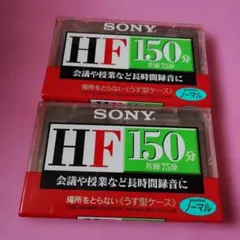 SONY
HF 150分
片面75分
会議や授業など長時間録音に
場所をとらない〈うす型ケース〉
ノーマル
SONY
HF 150分
片面75分
会議や授業など長時間録音に
場所をとらない〈うす型ケース〉
ノーマル